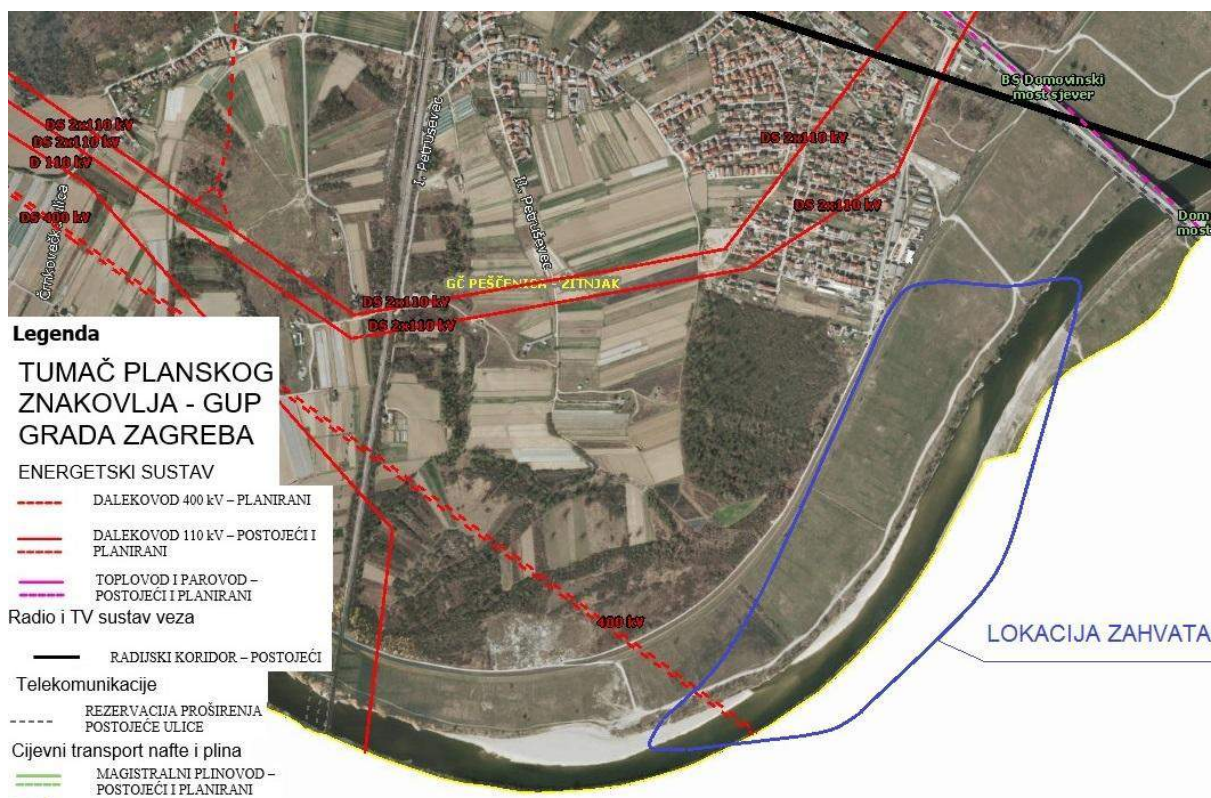 BS Domovinski
most sjever
DS 2x110 kV
DS 2x110 kV
D 110 kV
DS 2x110 kV
I. Petruševec
II. Petruševec
DS 400 kV
DS 2x110 kV
Dom
most
GČ PEŠČENICA - ŽITNJAK
DS 2x110 kV
DS 2x110 kV
400 kV
LOKACIJA ZAHVATA
Legenda
TUMAČ PLANSKOG
ZNAKOVLJA - GUP
GRADA ZAGREBA
ENERGETSKI SUSTAV
DALEKOVOD 400 kV – PLANIRANI
DALEKOVOD 110 kV – POSTOJEĆI I
PLANIRANI
TOPLOVOD I PAROVOD –
POSTOJEĆI I PLANIRANI
Radio i TV sustav veza
RADIJSKI KORIDOR – POSTOJEĆI
Telekomunikacije
REZERVACIJA PROŠIRENJA
POSTOJEĆE ULICE
Cijevni transport nafte i plina
MAGISTRALNI PLINOVOD –
POSTOJEĆI I PLANIRANI